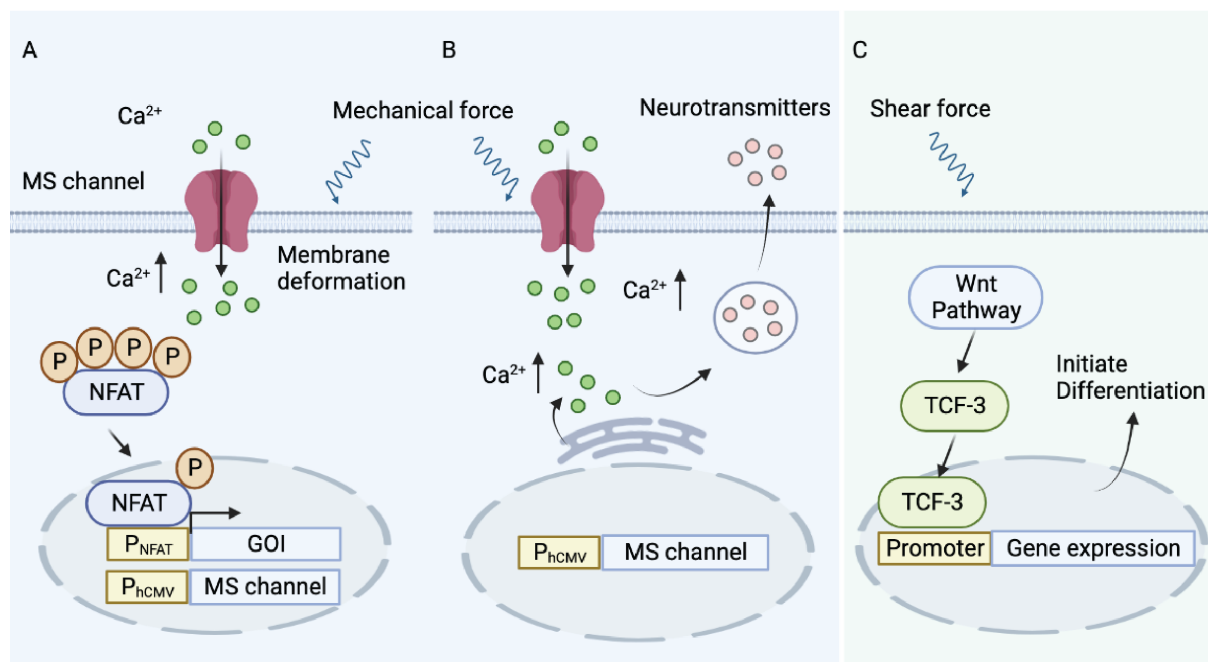 A
Ca²⁺
MS channel
Mechanical force
Ca²⁺
Membrane
deformation
P
P
P
P
NFAT
P
NFAT
PNFAT
GOI
PhCMV
MS channel
B
Neurotransmitters
Ca²⁺
Ca²⁺
PhCMV
MS channel
C
Shear force
Wnt
Pathway
TCF-3
Initiate
Differentiation
TCF-3
Promoter
Gene expression